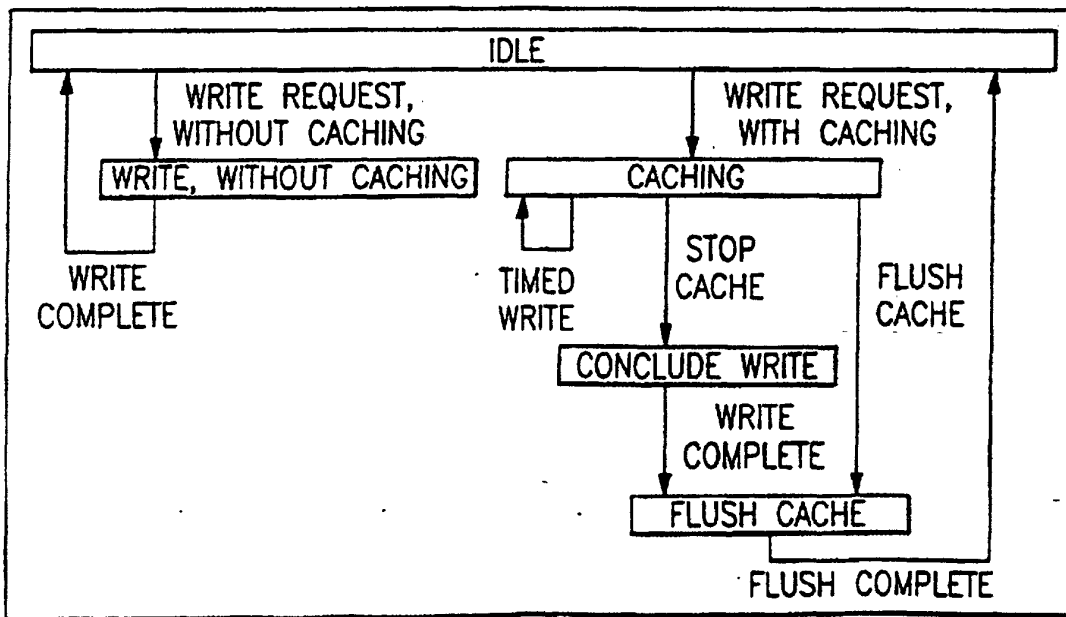 IDLE
WRITE REQUEST,
WITHOUT CACHING
WRITE REQUEST,
WITH CACHING
WRITE, WITHOUT CACHING
CACHING
WRITE
COMPLETE
TIMED
WRITE
STOP
CACHE
FLUSH
CACHE
CONCLUDE WRITE
WRITE
COMPLETE
FLUSH CACHE
FLUSH COMPLETE